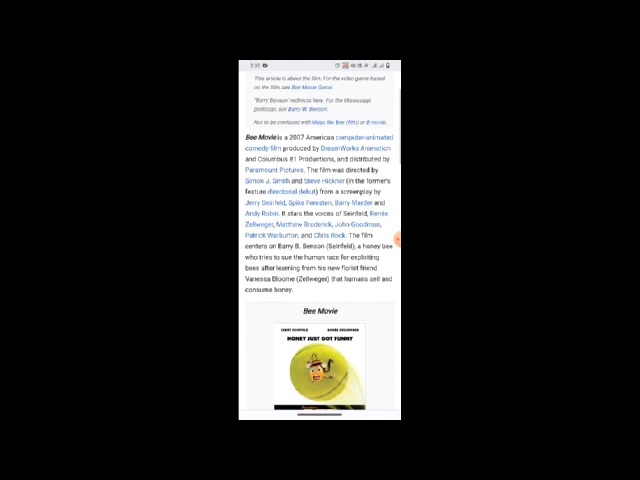 This article is about the film. For the video game based
on the film, see Bee Movie Game.
"Barry Benson" redirects here. For the Mississippi
politician, see Barry W. Benson.
Not to be confused with Maya the Bee (film) or B movie.
Bee Movie is a 2007 American computer-animated
comedy film produced by DreamWorks Animation
and Columbus 81 Productions, and distributed by
Paramount Pictures. The film was directed by
Simon J. Smith and Steve Hickner (in the former's
feature directorial debut) from a screenplay by
Jerry Seinfeld, Spike Feresten, Barry Marder and
Andy Robin. It stars the voices of Seinfeld, Renée
Zellweger, Matthew Broderick, John Goodman,
Patrick Warburton, and Chris Rock. The film
centers on Barry B. Benson (Seinfeld), a honey bee
who tries to sue the human race for exploiting
bees after learning from his new florist friend
Vanessa Bloome (Zellweger) that humans sell and
consume honey.
Bee Movie
JERRY SEINFELD RENÉE ZELLWEGER
HONEY JUST GOT FUNNY